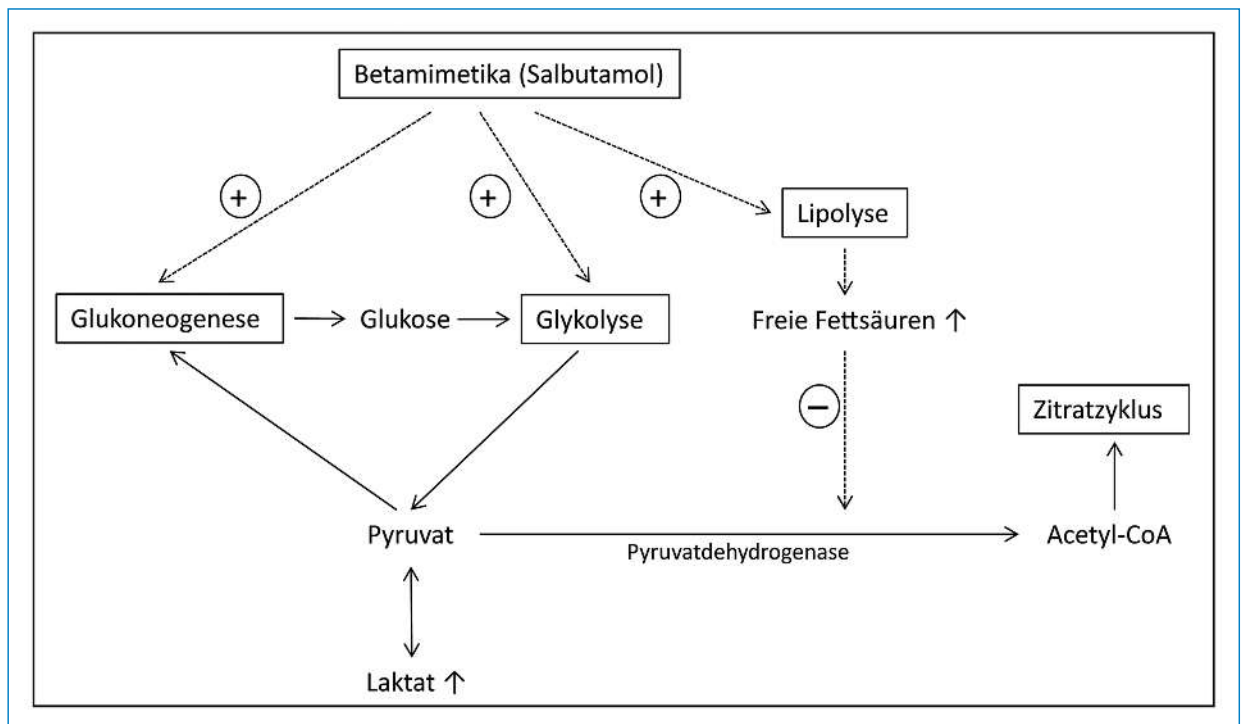 Betamimetika (Salbutamol)
+
+
+
Lipolyse
Glukoneogenese
Glukose
Glykolyse
Freie Fettsäuren ↑
−
Zitratzyklus
Pyruvat
Pyruvatdehydrogenase
Acetyl-CoA
Laktat ↑